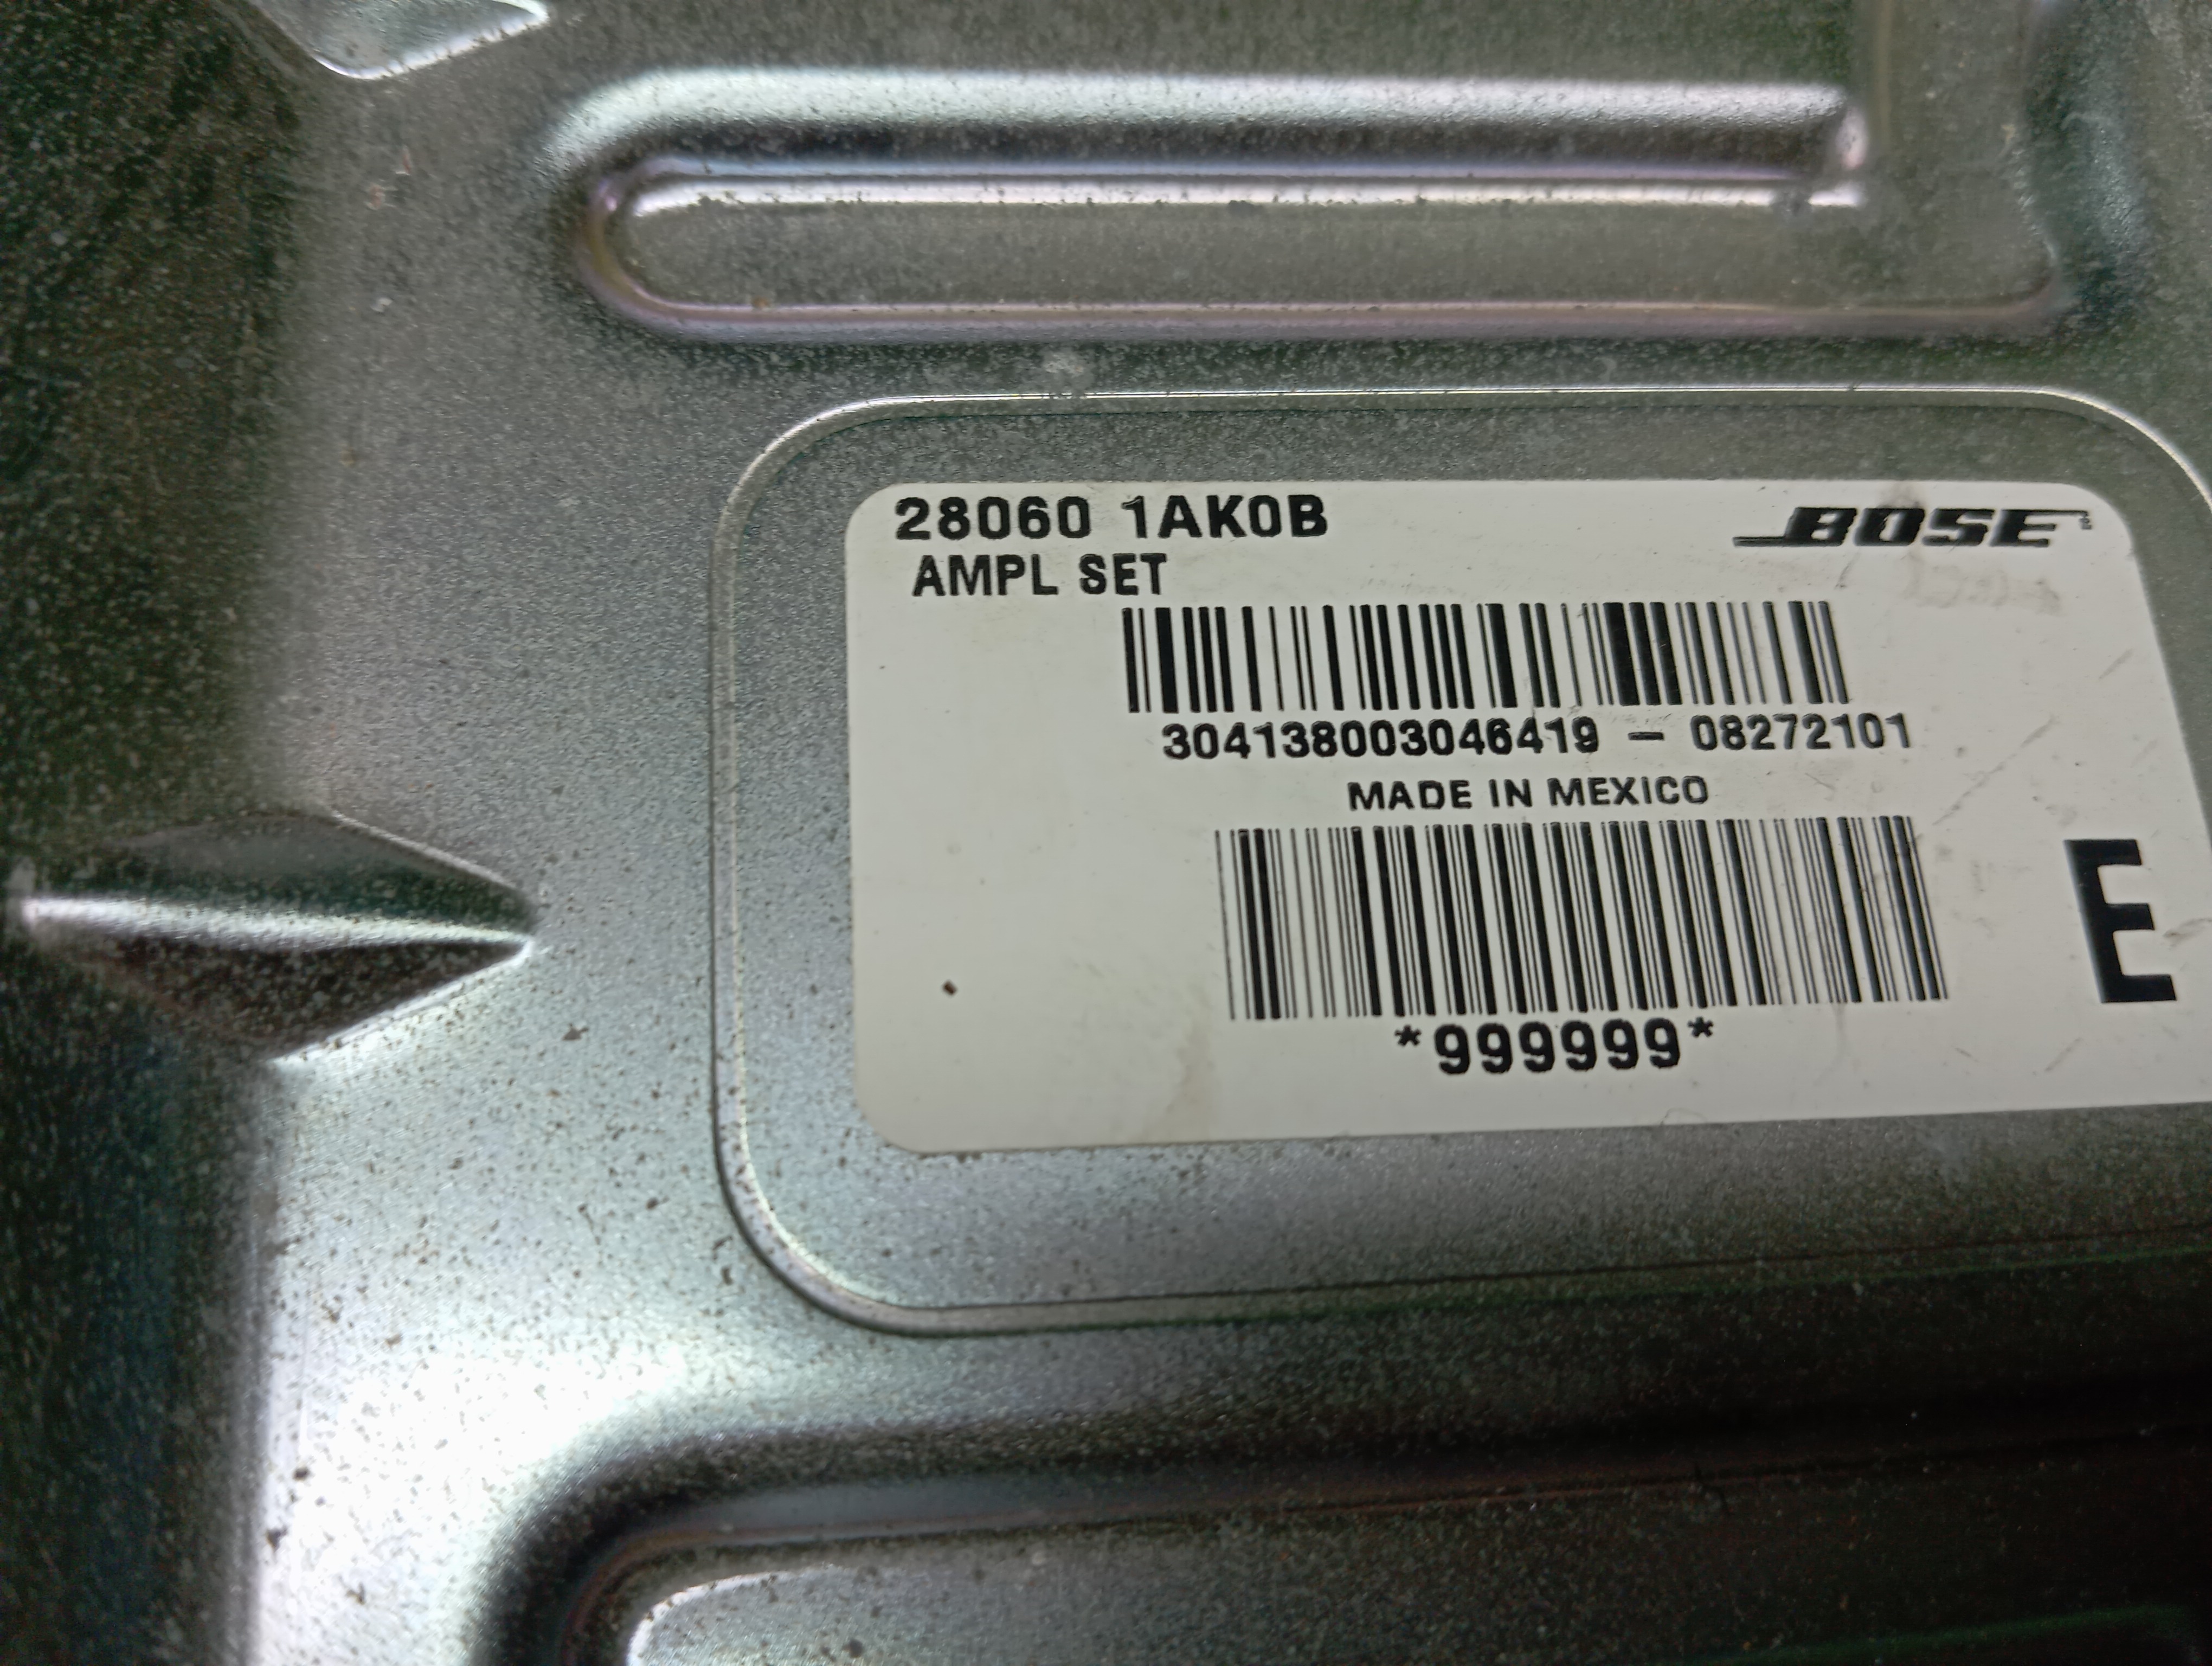 28060 1AK0B
BOSE
AMPL SET
304138003046419 – 08272101
MADE IN MEXICO
E
*999999*